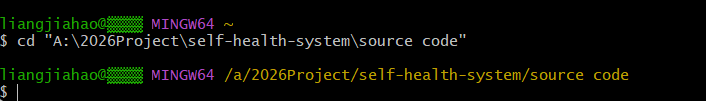 liangjiahao@▒▒▒▒ MINGW64 ~
$ cd "A:\2026Project\self-health-system\source code"
liangjiahao@▒▒▒▒ MINGW64 /a/2026Project/self-health-system/source code
$